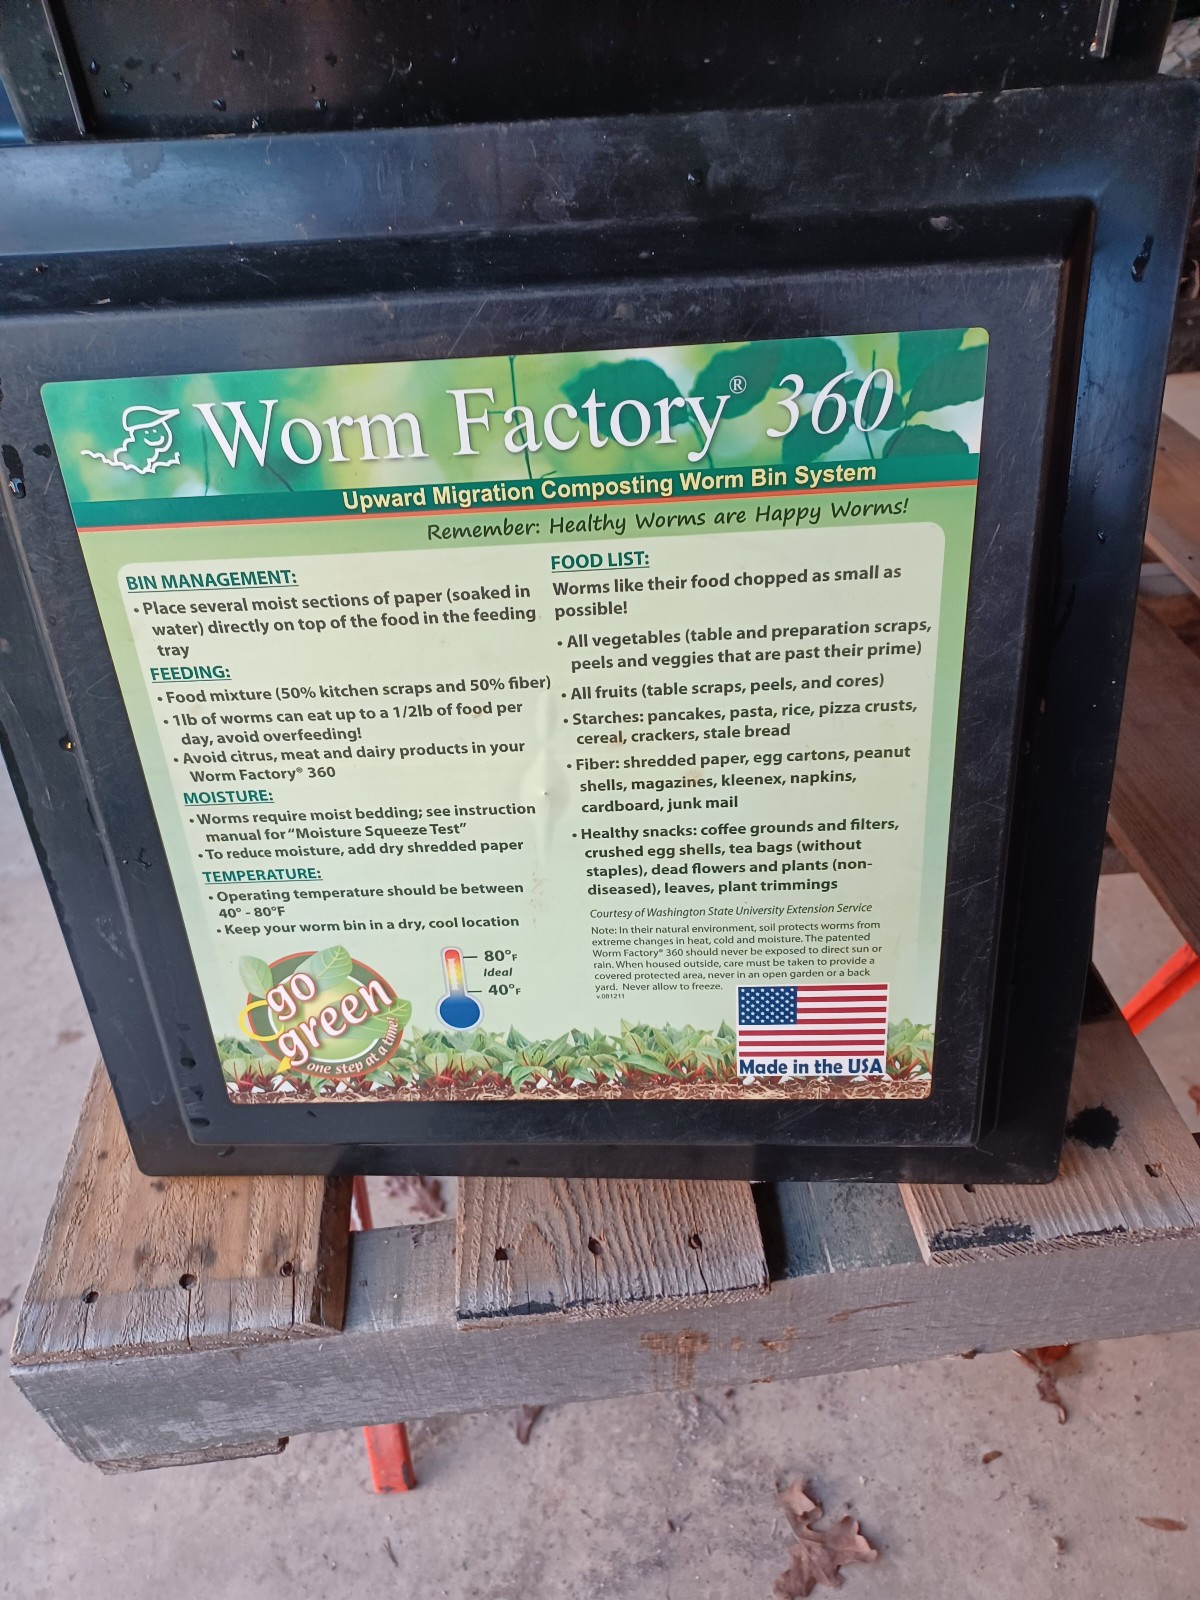 Worm Factory® 360
Upward Migration Composting Worm Bin System
Remember: Healthy Worms are Happy Worms!
BIN MANAGEMENT:
• Place several moist sections of paper (soaked in
water) directly on top of the food in the feeding
tray
FEEDING:
• Food mixture (50% kitchen scraps and 50% fiber)
• 1lb of worms can eat up to a 1/2lb of food per
day, avoid overfeeding!
• Avoid citrus, meat and dairy products in your
Worm Factory® 360
MOISTURE:
• Worms require moist bedding; see instruction
manual for “Moisture Squeeze Test”
• To reduce moisture, add dry shredded paper
TEMPERATURE:
• Operating temperature should be between
40° - 80°F
• Keep your worm bin in a dry, cool location
go
green
one step at a time!
80°F
Ideal
40°F
FOOD LIST:
Worms like their food chopped as small as
possible!
• All vegetables (table and preparation scraps,
peels and veggies that are past their prime)
• All fruits (table scraps, peels, and cores)
• Starches: pancakes, pasta, rice, pizza crusts,
cereal, crackers, stale bread
• Fiber: shredded paper, egg cartons, peanut
shells, magazines, kleenex, napkins,
cardboard, junk mail
• Healthy snacks: coffee grounds and filters,
crushed egg shells, tea bags (without
staples), dead flowers and plants (non-
diseased), leaves, plant trimmings
Courtesy of Washington State University Extension Service
Note: In their natural environment, soil protects worms from
extreme changes in heat, cold and moisture. The patented
Worm Factory® 360 should never be exposed to direct sun or
rain. When housed outside, care must be taken to provide a
covered protected area, never in an open garden or a back
yard. Never allow to freeze.
v.081211
Made in the USA